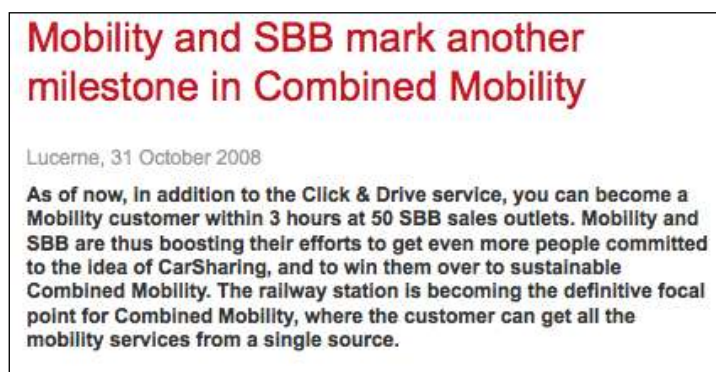 Mobility and SBB mark another
milestone in Combined Mobility
Lucerne, 31 October 2008
As of now, in addition to the Click & Drive service, you can become a
Mobility customer within 3 hours at 50 SBB sales outlets. Mobility and
SBB are thus boosting their efforts to get even more people committed
to the idea of CarSharing, and to win them over to sustainable
Combined Mobility. The railway station is becoming the definitive focal
point for Combined Mobility, where the customer can get all the
mobility services from a single source.